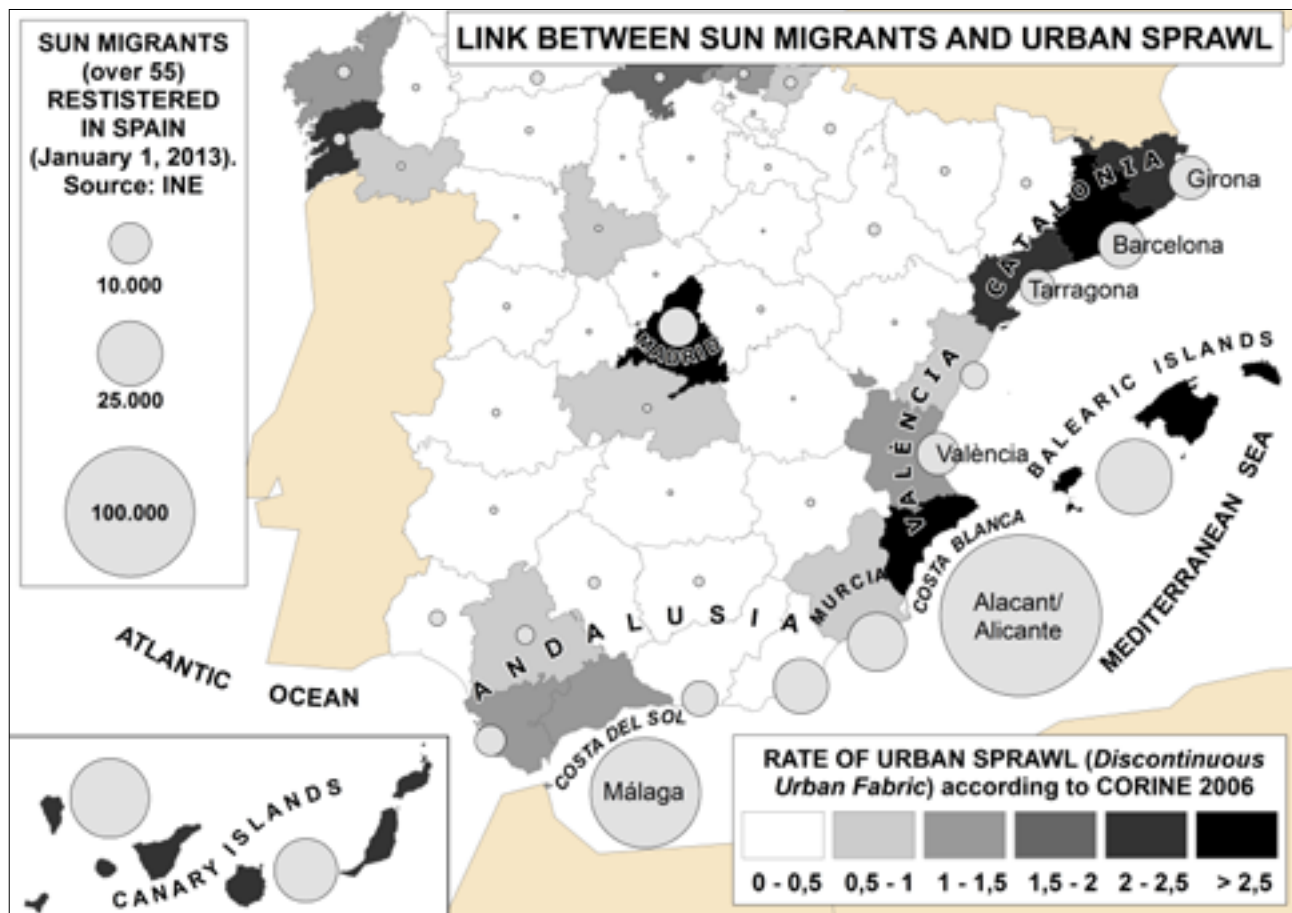 LINK BETWEEN SUN MIGRANTS AND URBAN SPRAWL
SUN MIGRANTS
(over 55)
RESTISTERED
IN SPAIN
(January 1, 2013).
Source: INE
10.000
25.000
100.000
CATALONIA
Girona
Barcelona
Tarragona
MADRID
VALÈNCIA
València
BALEARIC ISLANDS
MEDITERRANEAN SEA
COSTA BLANCA
Alacant/
Alicante
MURCIA
ANDALUSIA
COSTA DEL SOL
Málaga
ATLANTIC OCEAN
CANARY ISLANDS
RATE OF URBAN SPRAWL (Discontinuous
Urban Fabric) according to CORINE 2006
0 - 0,5 0,5 - 1 1 - 1,5 1,5 - 2 2 - 2,5 > 2,5